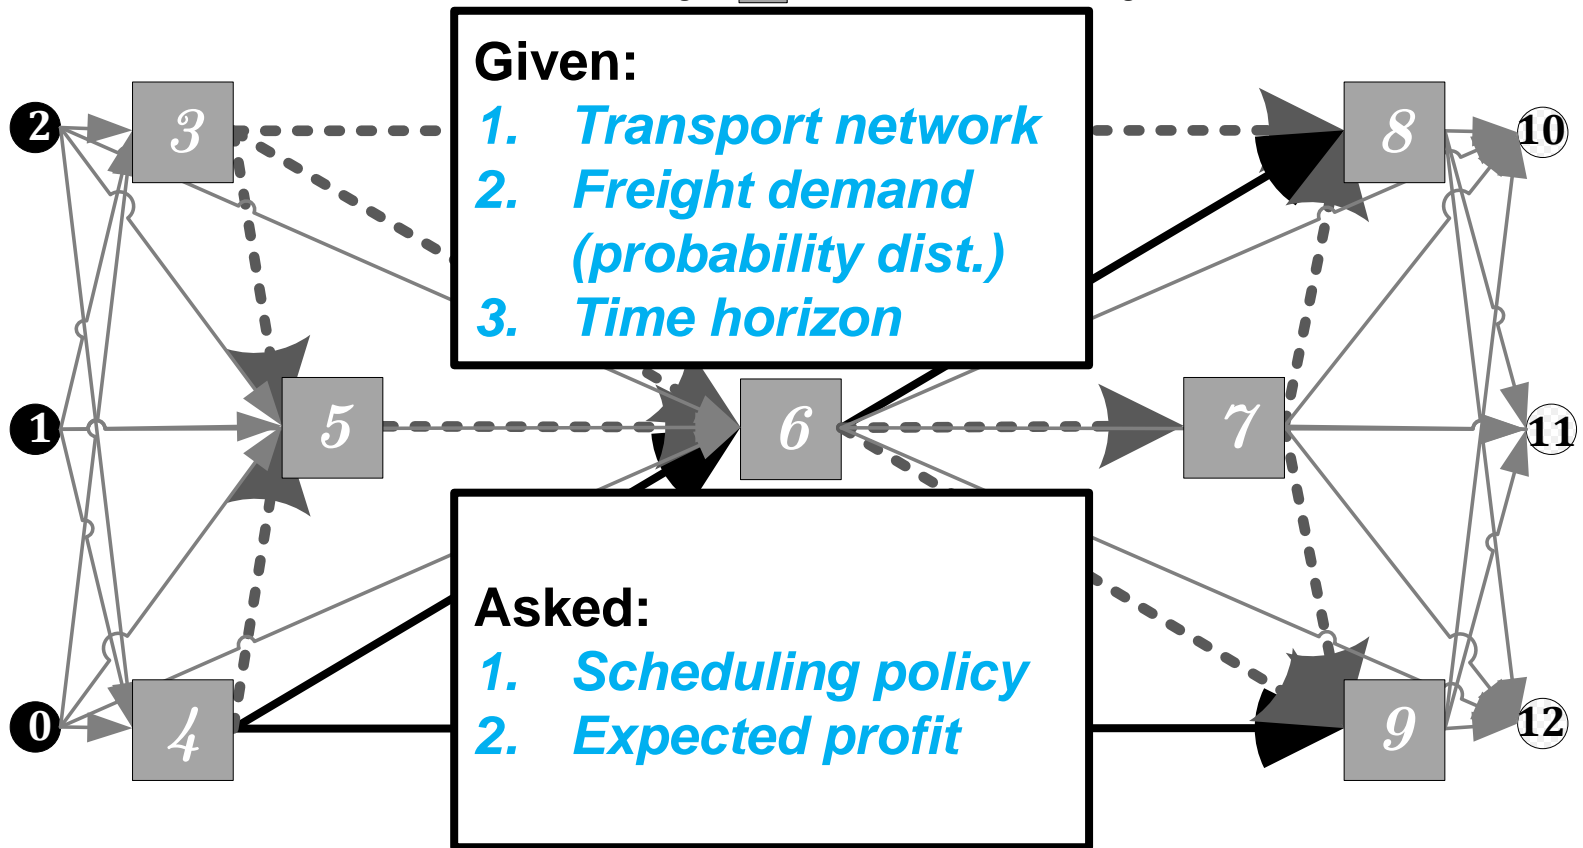 Given:
1. Transport network
2. Freight demand
(probability dist.)
3. Time horizon
2
3
8
10
1
5
6
7
11
Asked:
1. Scheduling policy
2. Expected profit
0
4
9
12